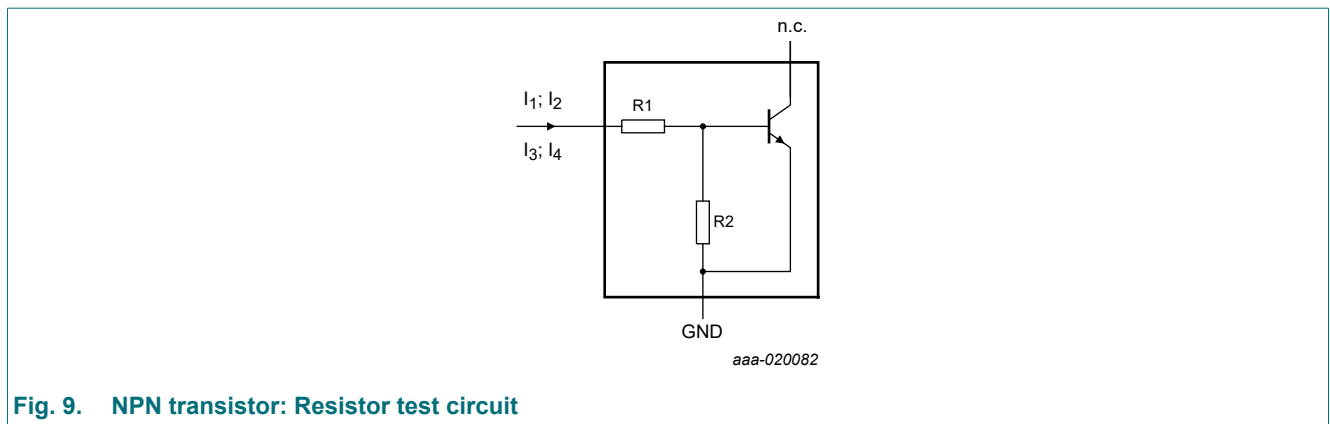 n.c.
I1; I2
R1
I3; I4
R2
GND
aaa-020082
Fig. 9. NPN transistor: Resistor test circuit